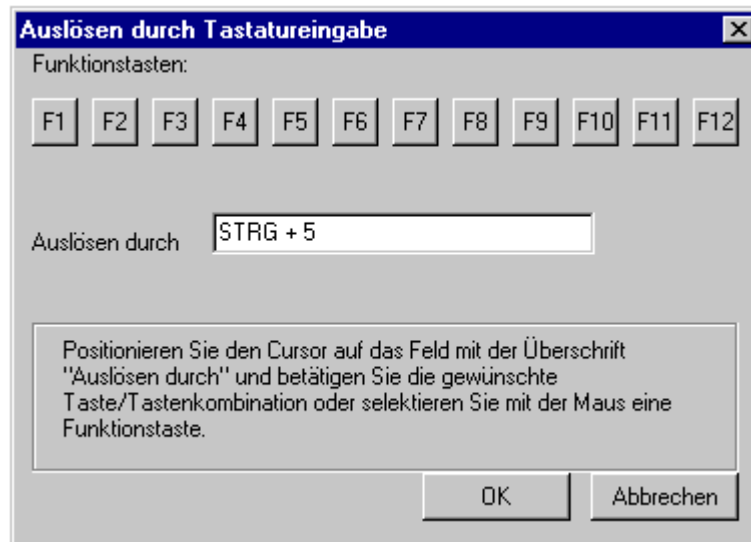 Auslösen durch Tastatureingabe
Funktionstasten:
F1 F2 F3 F4 F5 F6 F7 F8 F9 F10 F11 F12
Auslösen durch STRG + 5
Positionieren Sie den Cursor auf das Feld mit der Überschrift
"Auslösen durch" und betätigen Sie die gewünschte
Taste/Tastenkombination oder selektieren Sie mit der Maus eine
Funktionstaste.
OK Abbrechen